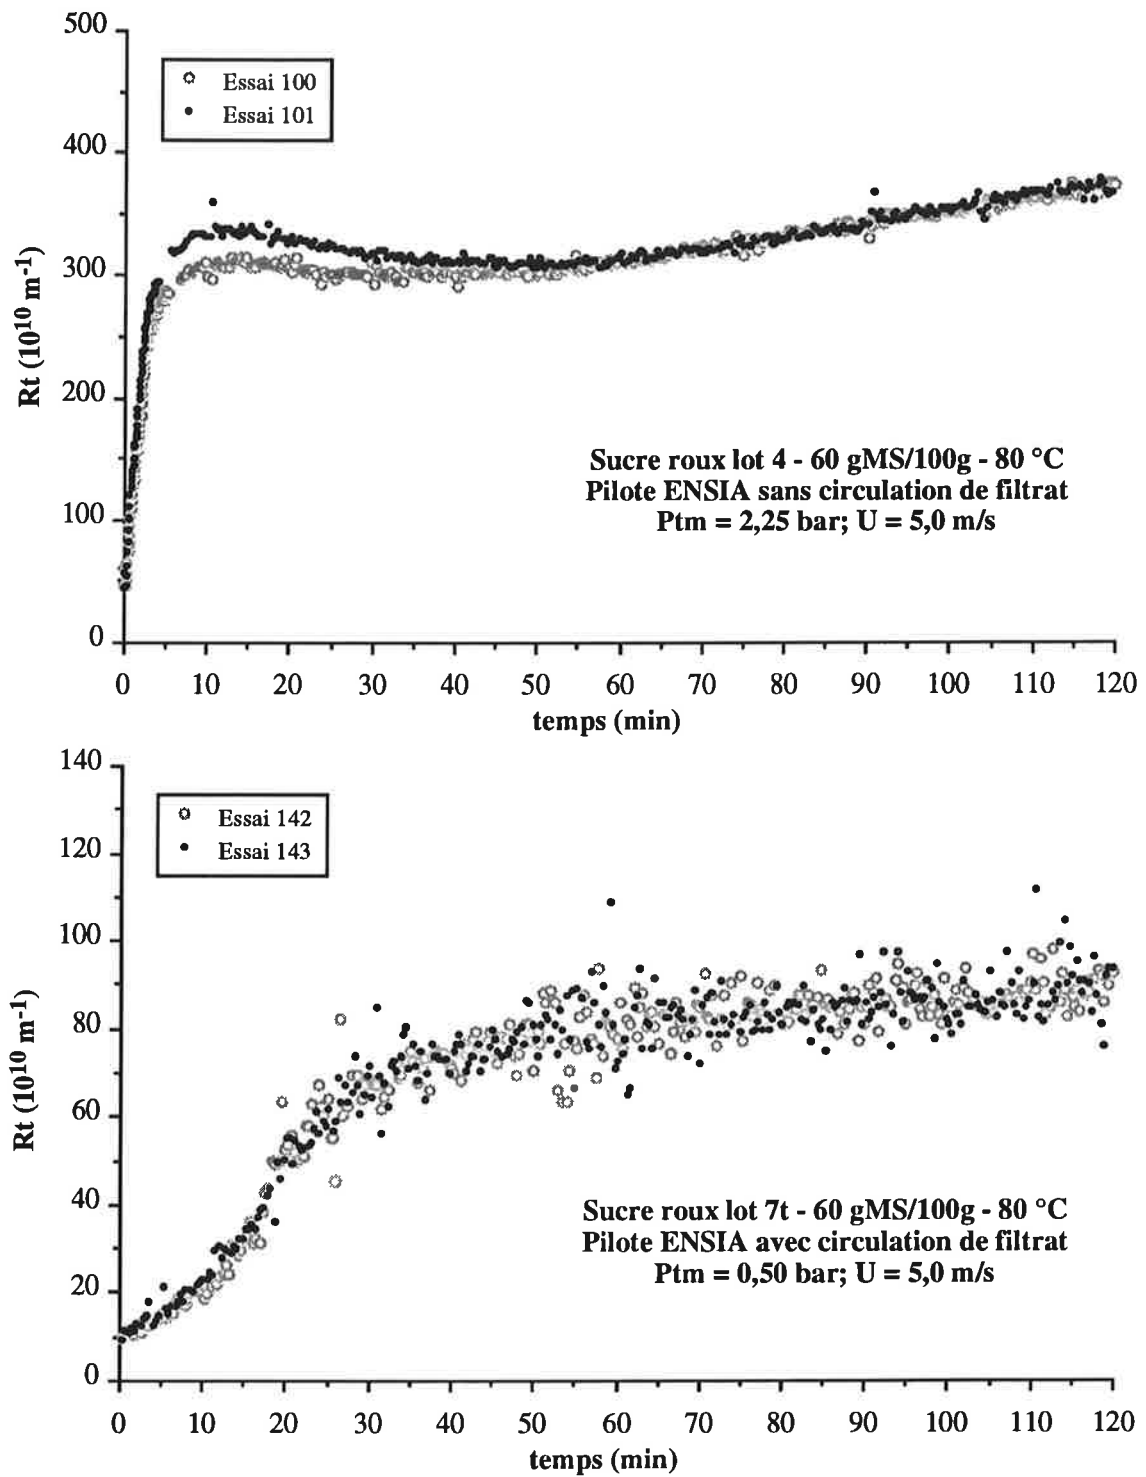 500
400
300
200
100
0
Rt (10¹⁰ m⁻¹)
Essai 100
Essai 101
Sucre roux lot 4 - 60 gMS/100g - 80 °C
Pilote ENSIA sans circulation de filtrat
Ptm = 2,25 bar; U = 5,0 m/s
0 10 20 30 40 50 60 70 80 90 100 110 120
temps (min)
140
120
100
80
60
40
20
0
Rt (10¹⁰ m⁻¹)
Essai 142
Essai 143
Sucre roux lot 7t - 60 gMS/100g - 80 °C
Pilote ENSIA avec circulation de filtrat
Ptm = 0,50 bar; U = 5,0 m/s
0 10 20 30 40 50 60 70 80 90 100 110 120
temps (min)